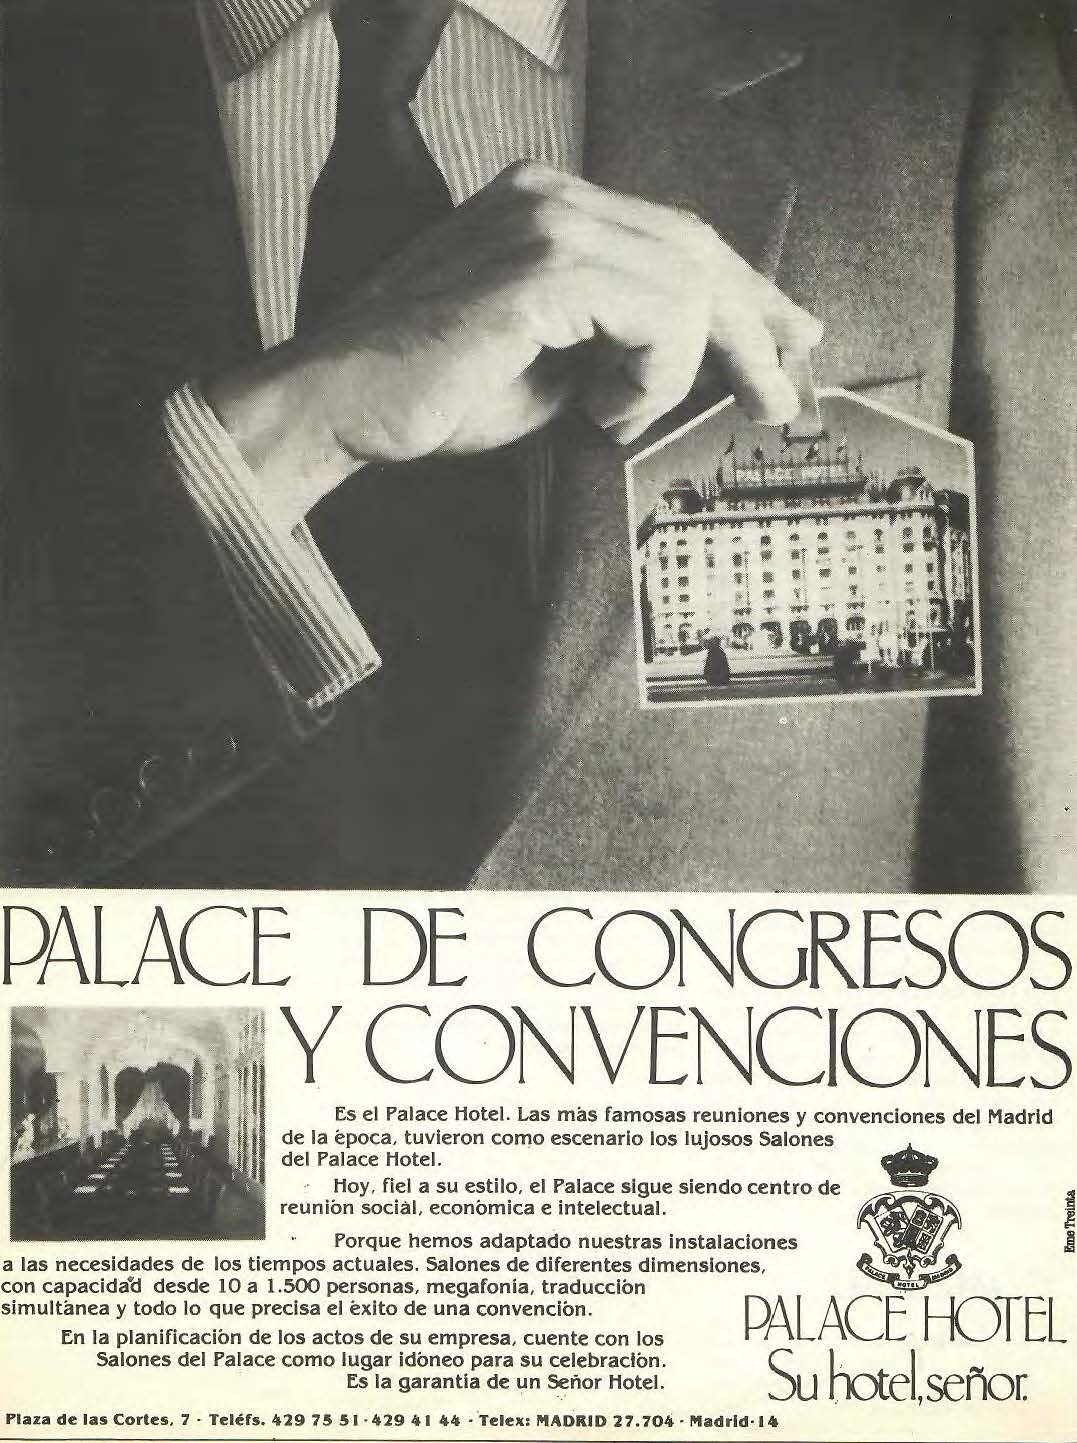 PALACE HOTEL
PALACE DE CONGRESOS
Y CONVENCIONES
Es el Palace Hotel. Las más famosas reuniones y convenciones del Madrid
de la época, tuvieron como escenario los lujosos Salones
del Palace Hotel.
Hoy, fiel a su estilo, el Palace sigue siendo centro de
reunión social, económica e intelectual.
Porque hemos adaptado nuestras instalaciones
a las necesidades de los tiempos actuales. Salones de diferentes dimensiones,
con capacidad desde 10 a 1.500 personas, megafonía, traducción
simultánea y todo lo que precisa el éxito de una convención.
En la planificación de los actos de su empresa, cuente con los
Salones del Palace como lugar idóneo para su celebración.
Es la garantía de un Señor Hotel.
PALACE HOTEL MADRID
PALACE HOTEL
Su hotel, señor.
Eme Treinta
Plaza de las Cortes, 7 - Teléfs. 429 75 51 - 429 41 44 - Telex: MADRID 27.704 - Madrid-14